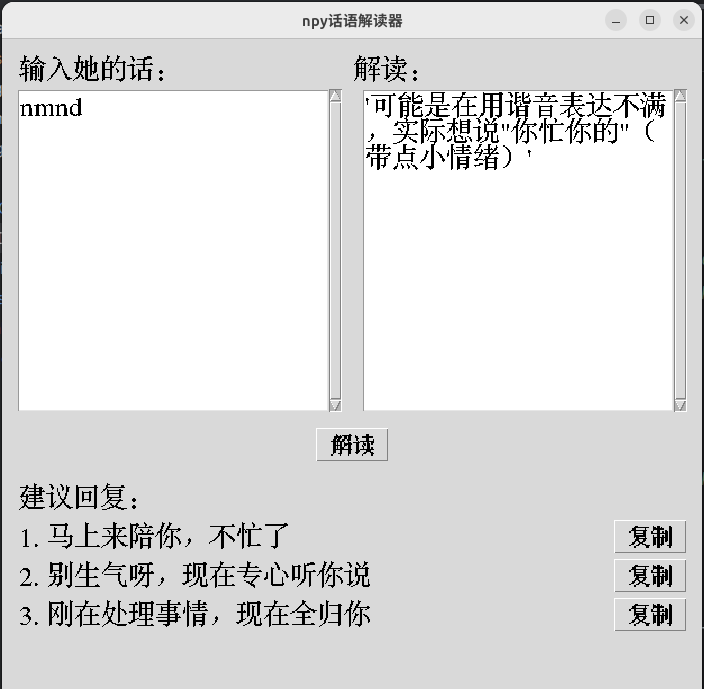 npy话语解读器
输入她的话：
解读：
nmnd
'可能是在用谐音表达不满
，实际想说"你忙你的"（
带点小情绪）'
解读
建议回复：
1. 马上来陪你，不忙了
复制
2. 别生气呀，现在专心听你说
复制
3. 刚在处理事情，现在全归你
复制